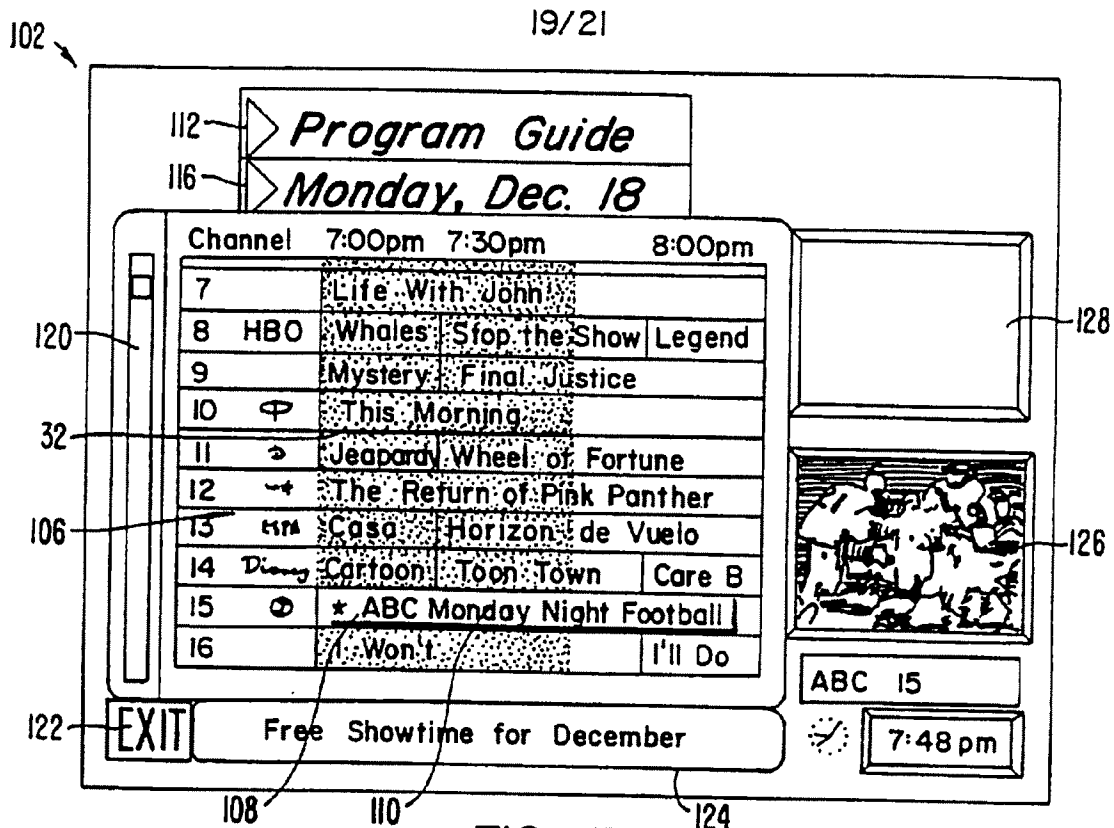 19/21
102
112
Program Guide
116
Monday, Dec. 18
Channel 7:00pm 7:30pm 8:00pm
7 Life With John
8 HBO Whales Stop the Show Legend
128
120
9 Mystery Final Justice
10 This Morning
32
11 Jeapardy Wheel of Fortune
12 The Return of Pink Panther
106
13 Casa Horizon de Vuelo
126
14 Disney Cartoon Toon Town Care B
15 * ABC Monday Night Football
16 I Won't I'll Do
ABC 15
122
EXIT
Free Showtime for December
7:48 pm
108
110
124